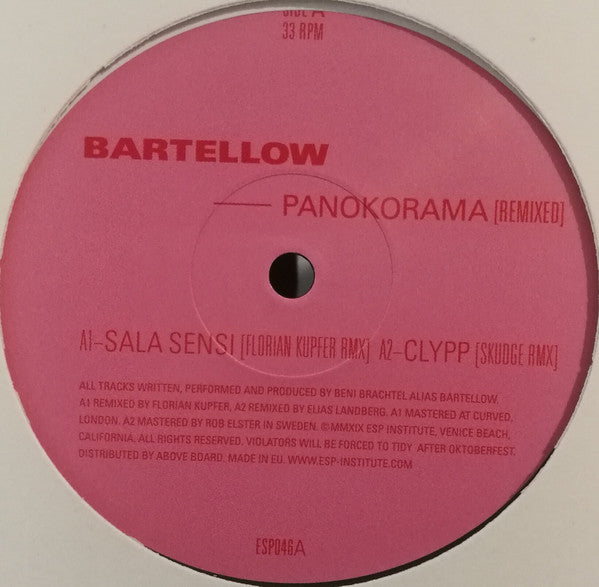 SIDE A
33 RPM
BARTELLOW
PANOKORAMA [REMIXED]
A1–SALA SENSI [FLORIAN KUPFER RMX] A2–CLYPP [SKUDGE RMX]
ALL TRACKS WRITTEN, PERFORMED AND PRODUCED BY BENI BRACHTEL ALIAS BARTELLOW,
A1 REMIXED BY FLORIAN KUPFER, A2 REMIXED BY ELIAS LANDBERG. A1 MASTERED AT CURVED,
LONDON. A2 MASTERED BY ROB ELSTER IN SWEDEN. ©MMXIX ESP INSTITUTE, VENICE BEACH,
CALIFORNIA. ALL RIGHTS RESERVED. VIOLATORS WILL BE FORCED TO TIDY AFTER OKTOBERFEST.
DISTRIBUTED BY ABOVE BOARD, MADE IN EU. WWW.ESP-INSTITUTE.COM
ESP046A